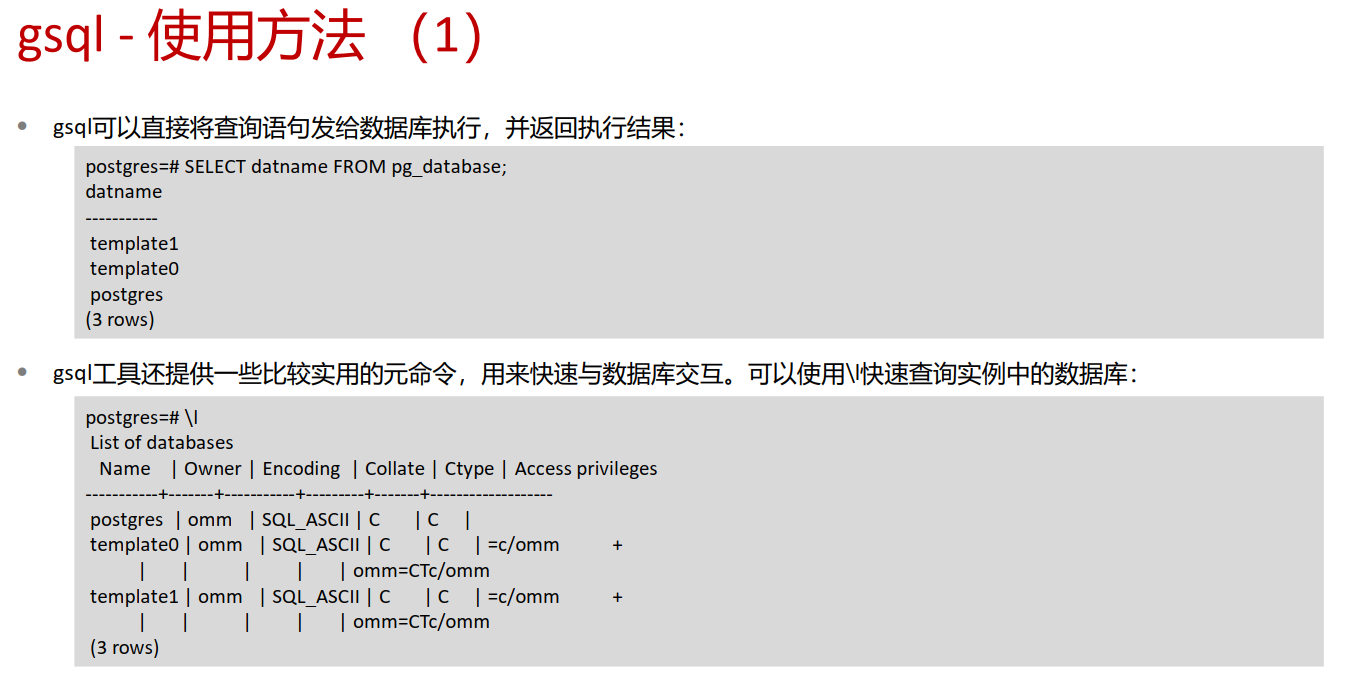 gsql - 使用方法 （1）
• gsql可以直接将查询语句发给数据库执行，并返回执行结果：
postgres=# SELECT datname FROM pg_database;
datname
-----------
template1
template0
postgres
(3 rows)
• gsql工具还提供一些比较实用的元命令，用来快速与数据库交互。可以使用\l快速查询实例中的数据库：
postgres=# \l
List of databases
Name | Owner | Encoding | Collate | Ctype | Access privileges
-----------+-------+-----------+---------+-------+-------------------
postgres | omm | SQL_ASCII | C | C |
template0 | omm | SQL_ASCII | C | C | =c/omm +
| | | | | omm=CTc/omm
template1 | omm | SQL_ASCII | C | C | =c/omm +
| | | | | omm=CTc/omm
(3 rows)